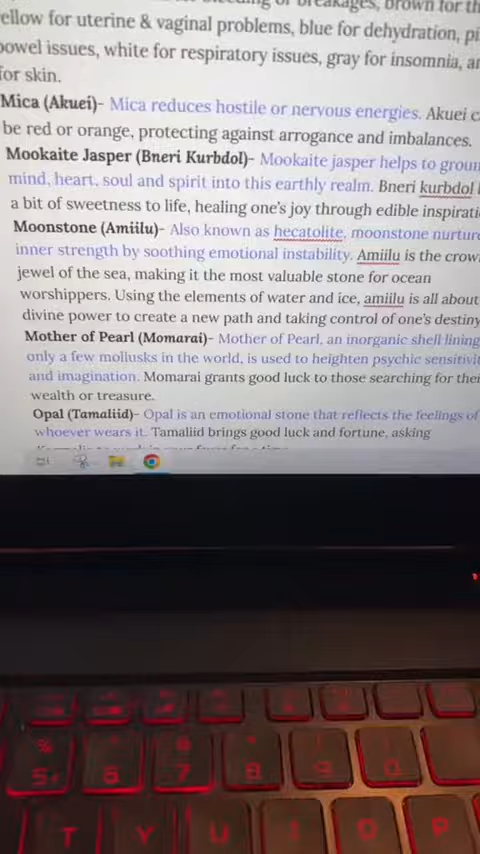 ellow for uterine & vaginal problems, blue for dehydration,
bowel issues, white for respiratory issues, gray for insomnia,
for skin.
Mica (Akuei)- Mica reduces hostile or nervous energies. Akuei
be red or orange, protecting against arrogance and imbalances.
Mookaite Jasper (Bneri Kurbdol)- Mookaite jasper helps to
mind, heart, soul and spirit into this earthly realm. Bneri kurbdol
a bit of sweetness to life, healing one's joy through edible
Moonstone (Amiilu)- Also known as hecatolite, moonstone
inner strength by soothing emotional instability. Amiilu is the
jewel of the sea, making it the most valuable stone for ocean
worshippers. Using the elements of water and ice, amiilu is all about
divine power to create a new path and taking control of one's destiny
Mother of Pearl (Momarai)- Mother of Pearl, an inorganic shell lining
only a few mollusks in the world, is used to heighten psychic
and imagination. Momarai grants good luck to those searching for
wealth or treasure.
Opal (Tamaliid)- Opal is an emotional stone that reflects the feelings of
whoever wears it. Tamaliid brings good luck and fortune, asking
5 6 7 8 9 0
T Y U I O P